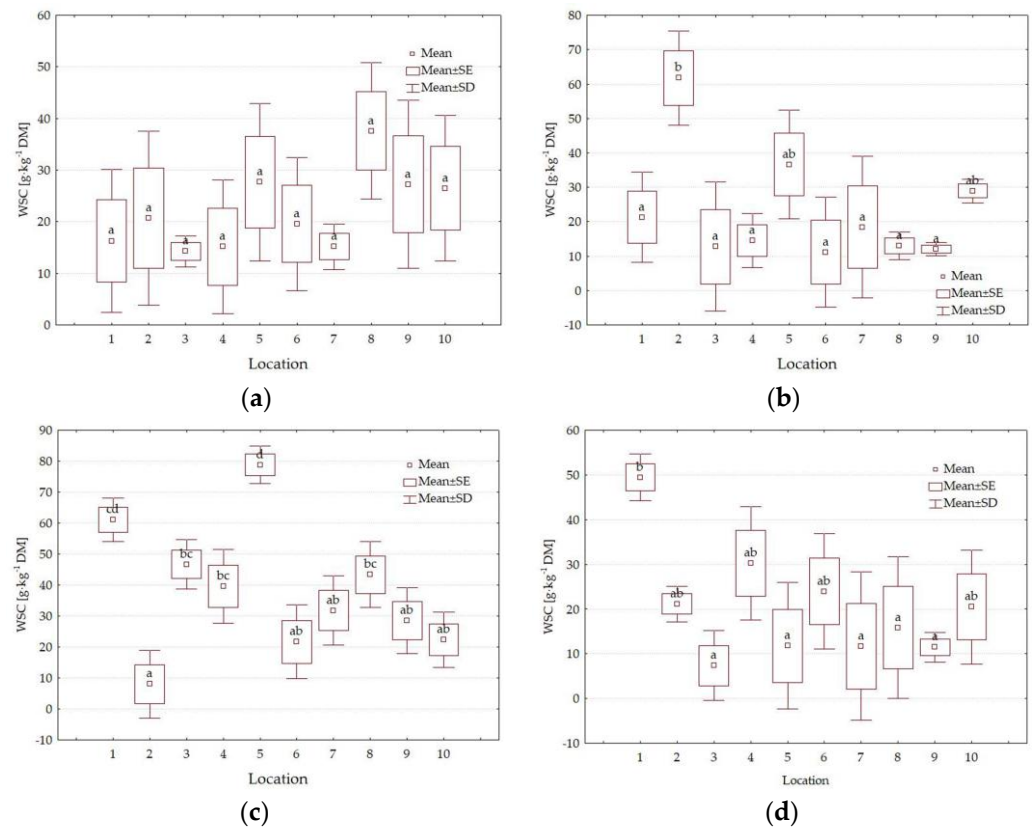 60
50
40
30
20
10
0
WSC [g·kg⁻¹ DM]
Mean
Mean±SE
Mean±SD
a a a a a a a a a a
1 2 3 4 5 6 7 8 9 10
Location
(a)
80
70
60
50
40
30
20
10
0
-10
WSC [g·kg⁻¹ DM]
a b a a ab a a a a ab
Mean
Mean±SE
Mean±SD
1 2 3 4 5 6 7 8 9 10
Location
(b)
90
80
70
60
50
40
30
20
10
0
-10
WSC [g·kg⁻¹ DM]
Mean
Mean±SE
Mean±SD
cd a bc bc d ab ab bc ab ab
1 2 3 4 5 6 7 8 9 10
Location
(c)
60
50
40
30
20
10
0
-10
WSC [g·kg⁻¹ DM]
Mean
Mean±SE
Mean±SD
b ab a ab a ab a a a ab
1 2 3 4 5 6 7 8 9 10
Location
(d)